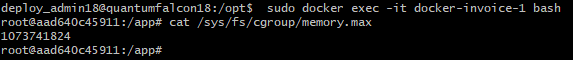 deploy_admin18@quantumfalcon18:/opt$  sudo docker exec -it docker-invoice-1 bash
root@aad640c45911:/app# cat /sys/fs/cgroup/memory.max
1073741824
root@aad640c45911:/app#